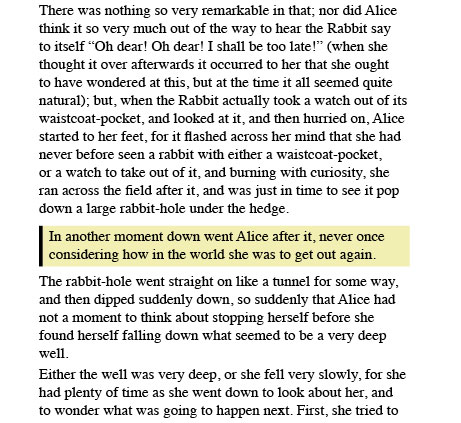 There was nothing so very remarkable in that; nor did Alice
think it so very much out of the way to hear the Rabbit say
to itself “Oh dear! Oh dear! I shall be too late!” (when she
thought it over afterwards it occurred to her that she ought
to have wondered at this, but at the time it all seemed quite
natural); but, when the Rabbit actually took a watch out of its
waistcoat-pocket, and looked at it, and then hurried on, Alice
started to her feet, for it flashed across her mind that she had
never before seen a rabbit with either a waistcoat-pocket,
or a watch to take out of it, and burning with curiosity, she
ran across the field after it, and was just in time to see it pop
down a large rabbit-hole under the hedge.
In another moment down went Alice after it, never once
considering how in the world she was to get out again.
The rabbit-hole went straight on like a tunnel for some way,
and then dipped suddenly down, so suddenly that Alice had
not a moment to think about stopping herself before she
found herself falling down what seemed to be a very deep
well.
Either the well was very deep, or she fell very slowly, for she
had plenty of time as she went down to look about her, and
to wonder what was going to happen next. First, she tried to